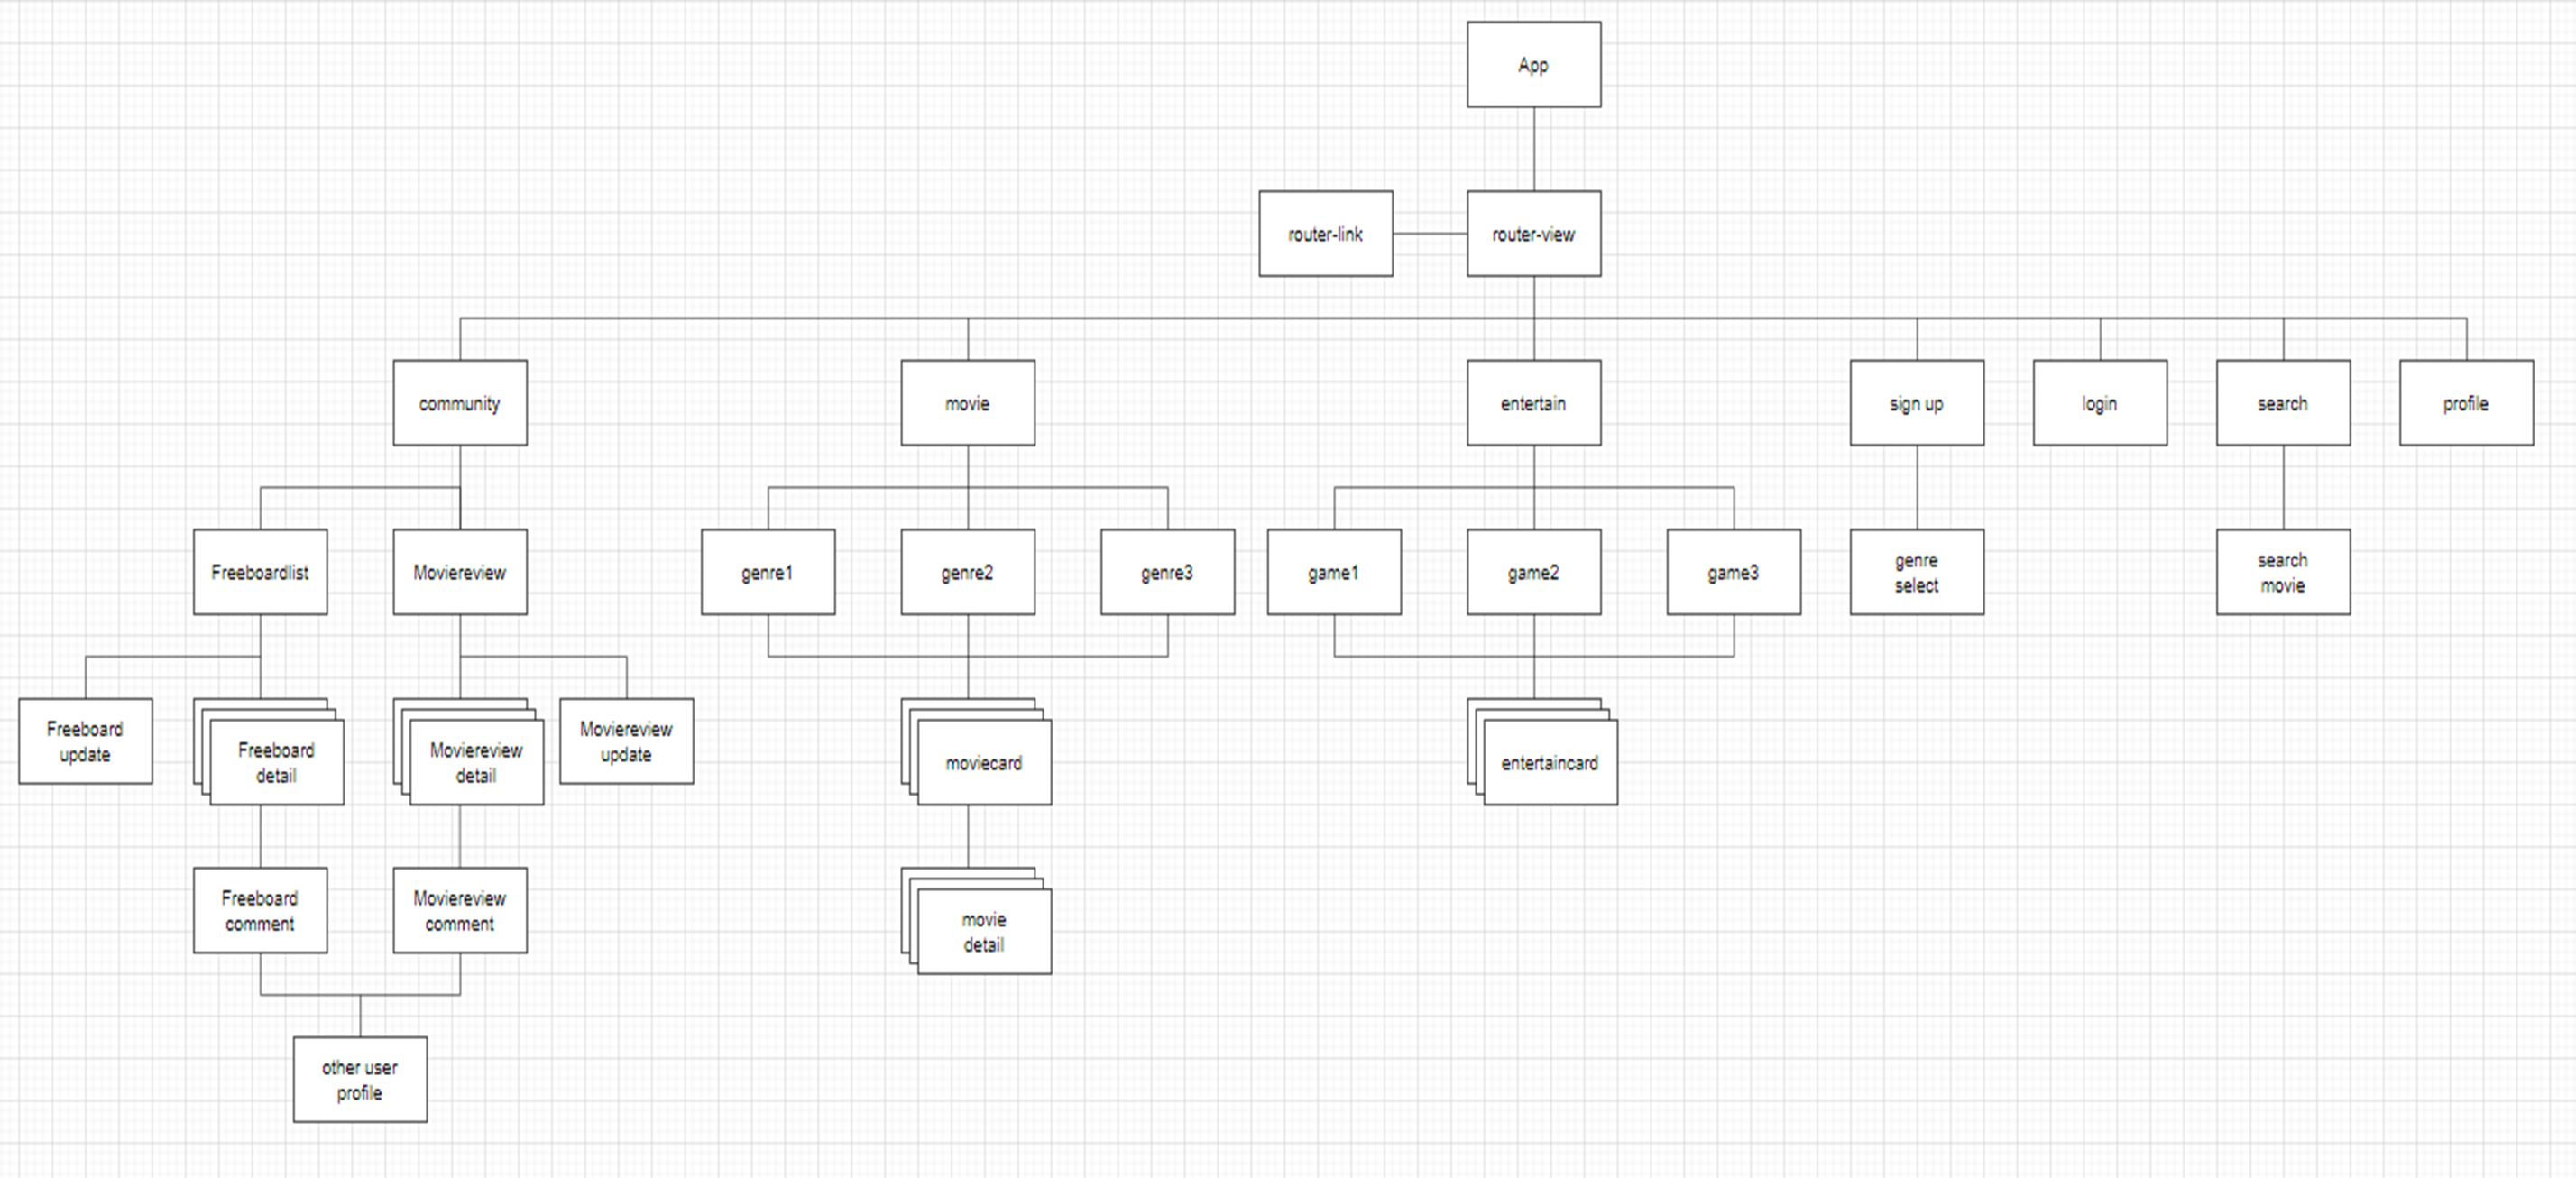 App
router-link
router-view
community
movie
entertain
sign up
login
search
profile
Freeboardlist
Moviereview
genre1
genre2
genre3
game1
game2
game3
genre
select
search
movie
Freeboard
update
Freeboard
detail
Moviereview
detail
Moviereview
update
moviecard
entertaincard
Freeboard
comment
Moviereview
comment
movie
detail
other user
profile